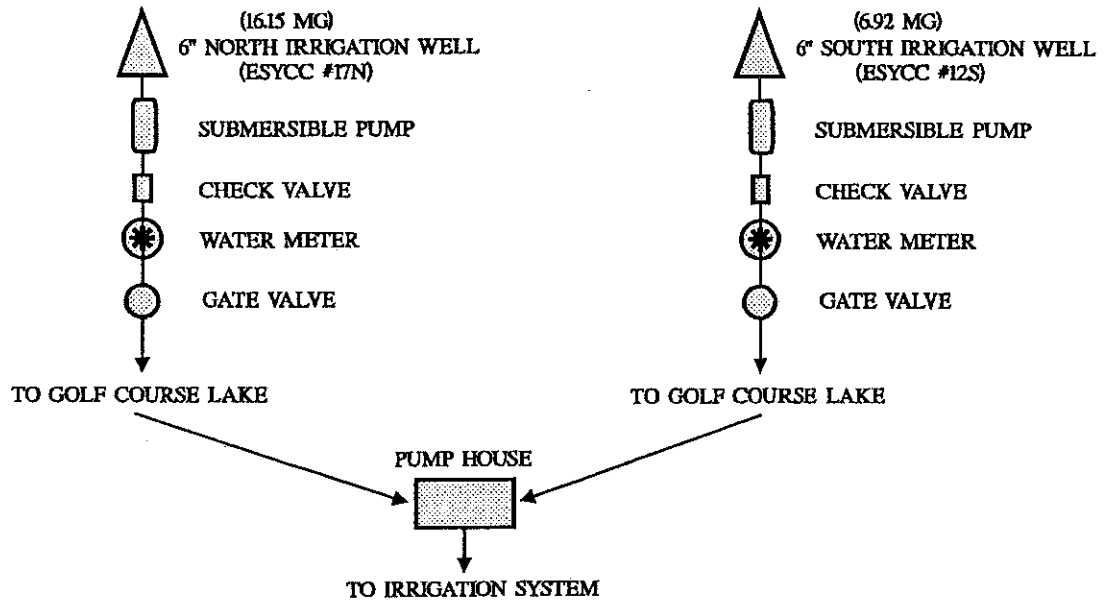 (16.15 MG)
6" NORTH IRRIGATION WELL
(ESYCC #17N)
SUBMERSIBLE PUMP
CHECK VALVE
WATER METER
GATE VALVE
TO GOLF COURSE LAKE
(6.92 MG)
6" SOUTH IRRIGATION WELL
(ESYCC #12S)
SUBMERSIBLE PUMP
CHECK VALVE
WATER METER
GATE VALVE
TO GOLF COURSE LAKE
PUMP HOUSE
TO IRRIGATION SYSTEM